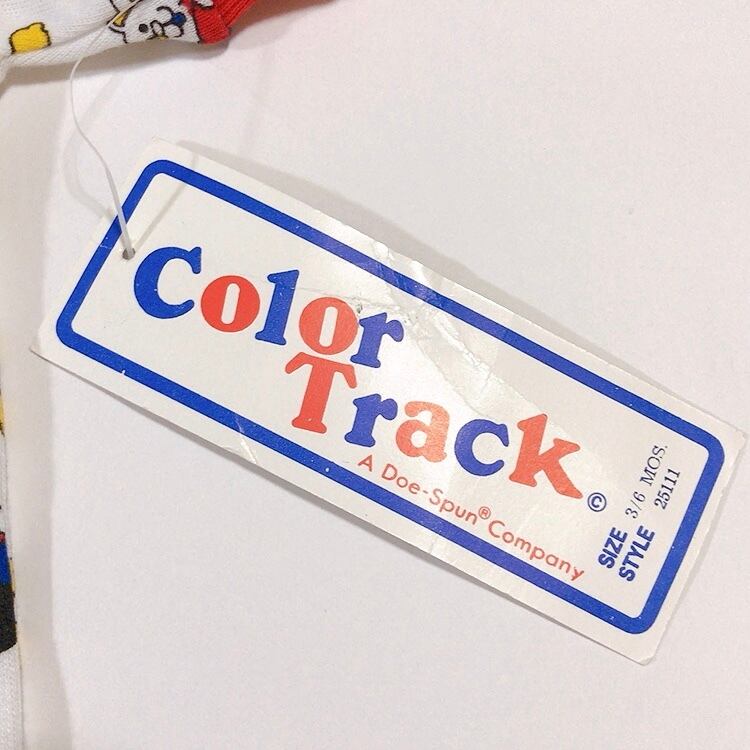 Color
Track©
A Doe-Spun® Company
SIZE 3/6 MOS.
STYLE 25111